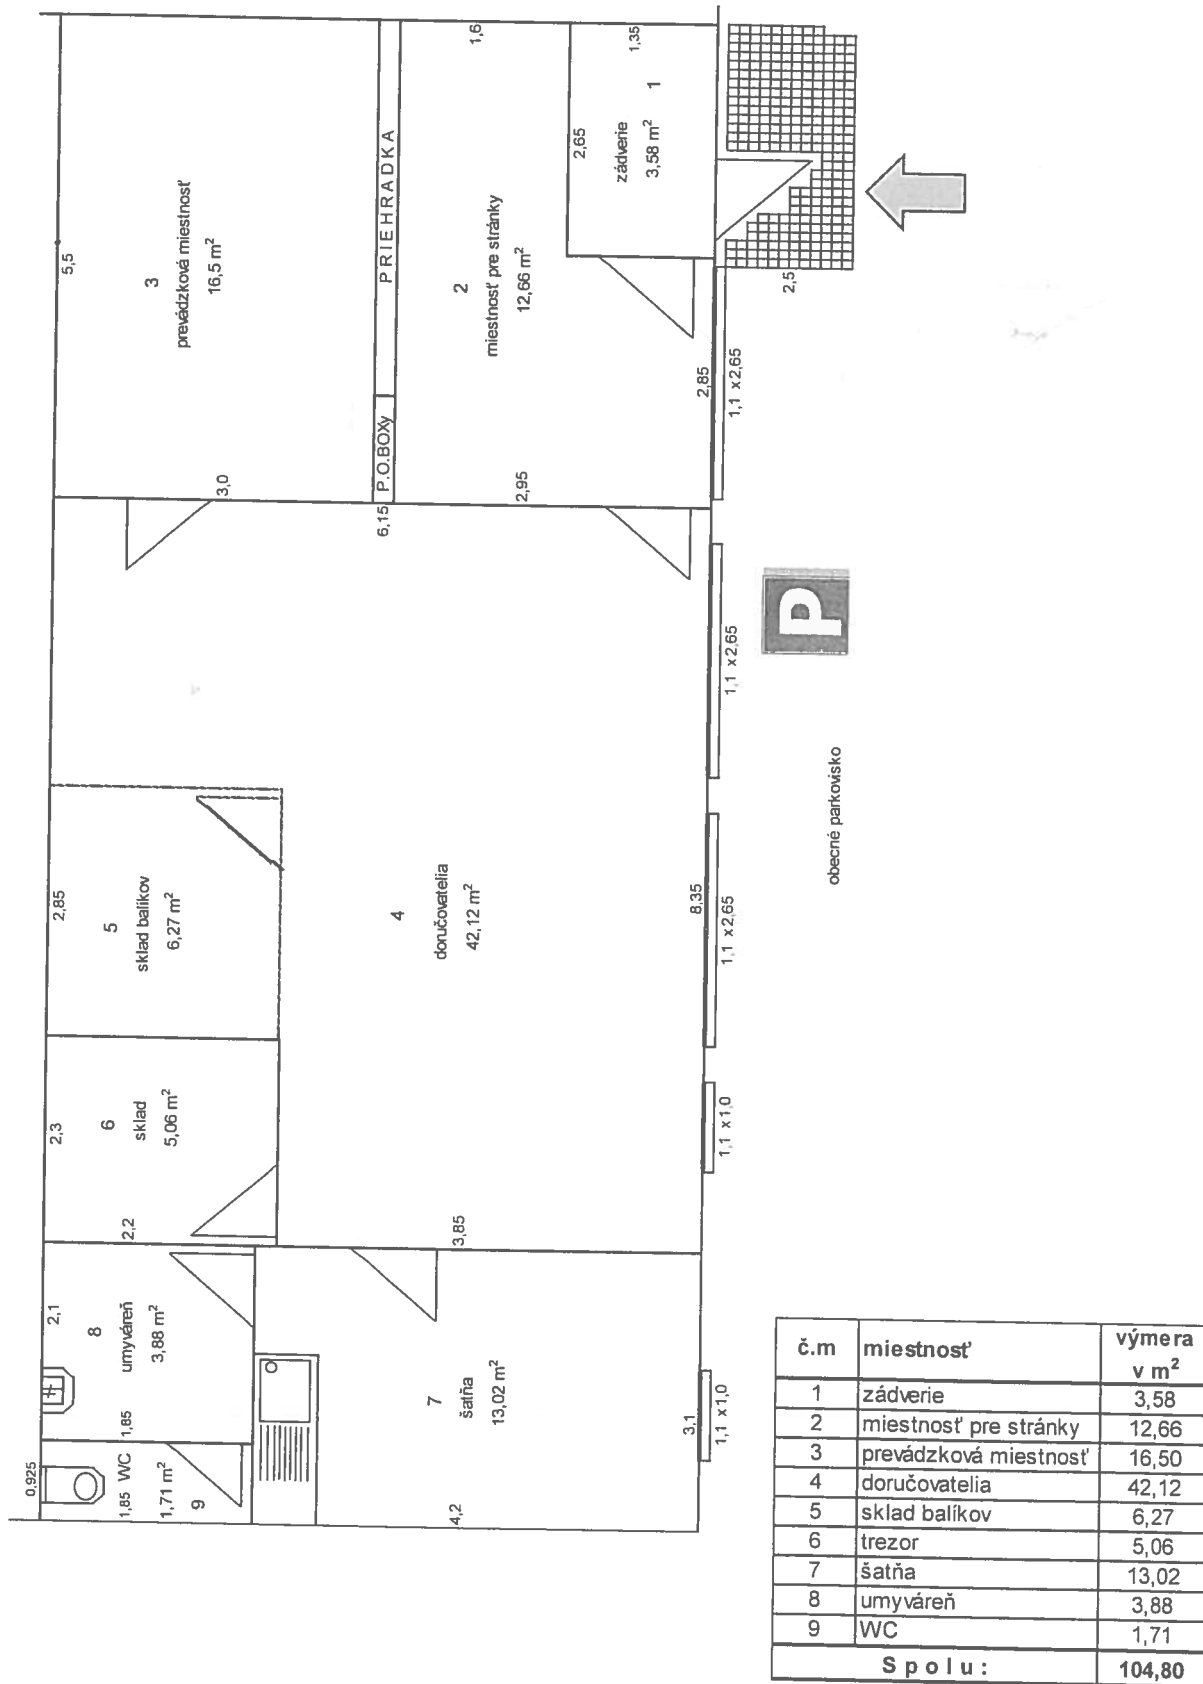 5,5
3
prevádzková miestnosť
16,5 m²
3,0
PRIEHRADKA
P.O.BOXy
6,15
1,6
2
miestnosť pre stránky
12,66 m²
2,95
2,85
1,35
1
zádverie
3,58 m²
2,65
2,5
1,1 x 2,65
1,1 x 2,65
1,1 x 2,65
1,1 x 1,0
1,1 x 1,0
P
obecné parkovisko
2,85
5
sklad balíkov
6,27 m²
4
doručovatelia
42,12 m²
8,35
3,85
2,3
6
sklad
5,06 m²
2,2
2,1
8
umyváreň
3,88 m²
1,85
0,925
1,85 WC
1,71 m²
9
7
šatňa
13,02 m²
3,1
4,2
č.m miestnosť výmera
v m²
1 zádverie 3,58
2 miestnosť pre stránky 12,66
3 prevádzková miestnosť 16,50
4 doručovatelia 42,12
5 sklad balíkov 6,27
6 trezor 5,06
7 šatňa 13,02
8 umyváreň 3,88
9 WC 1,71
Spolu: 104,80